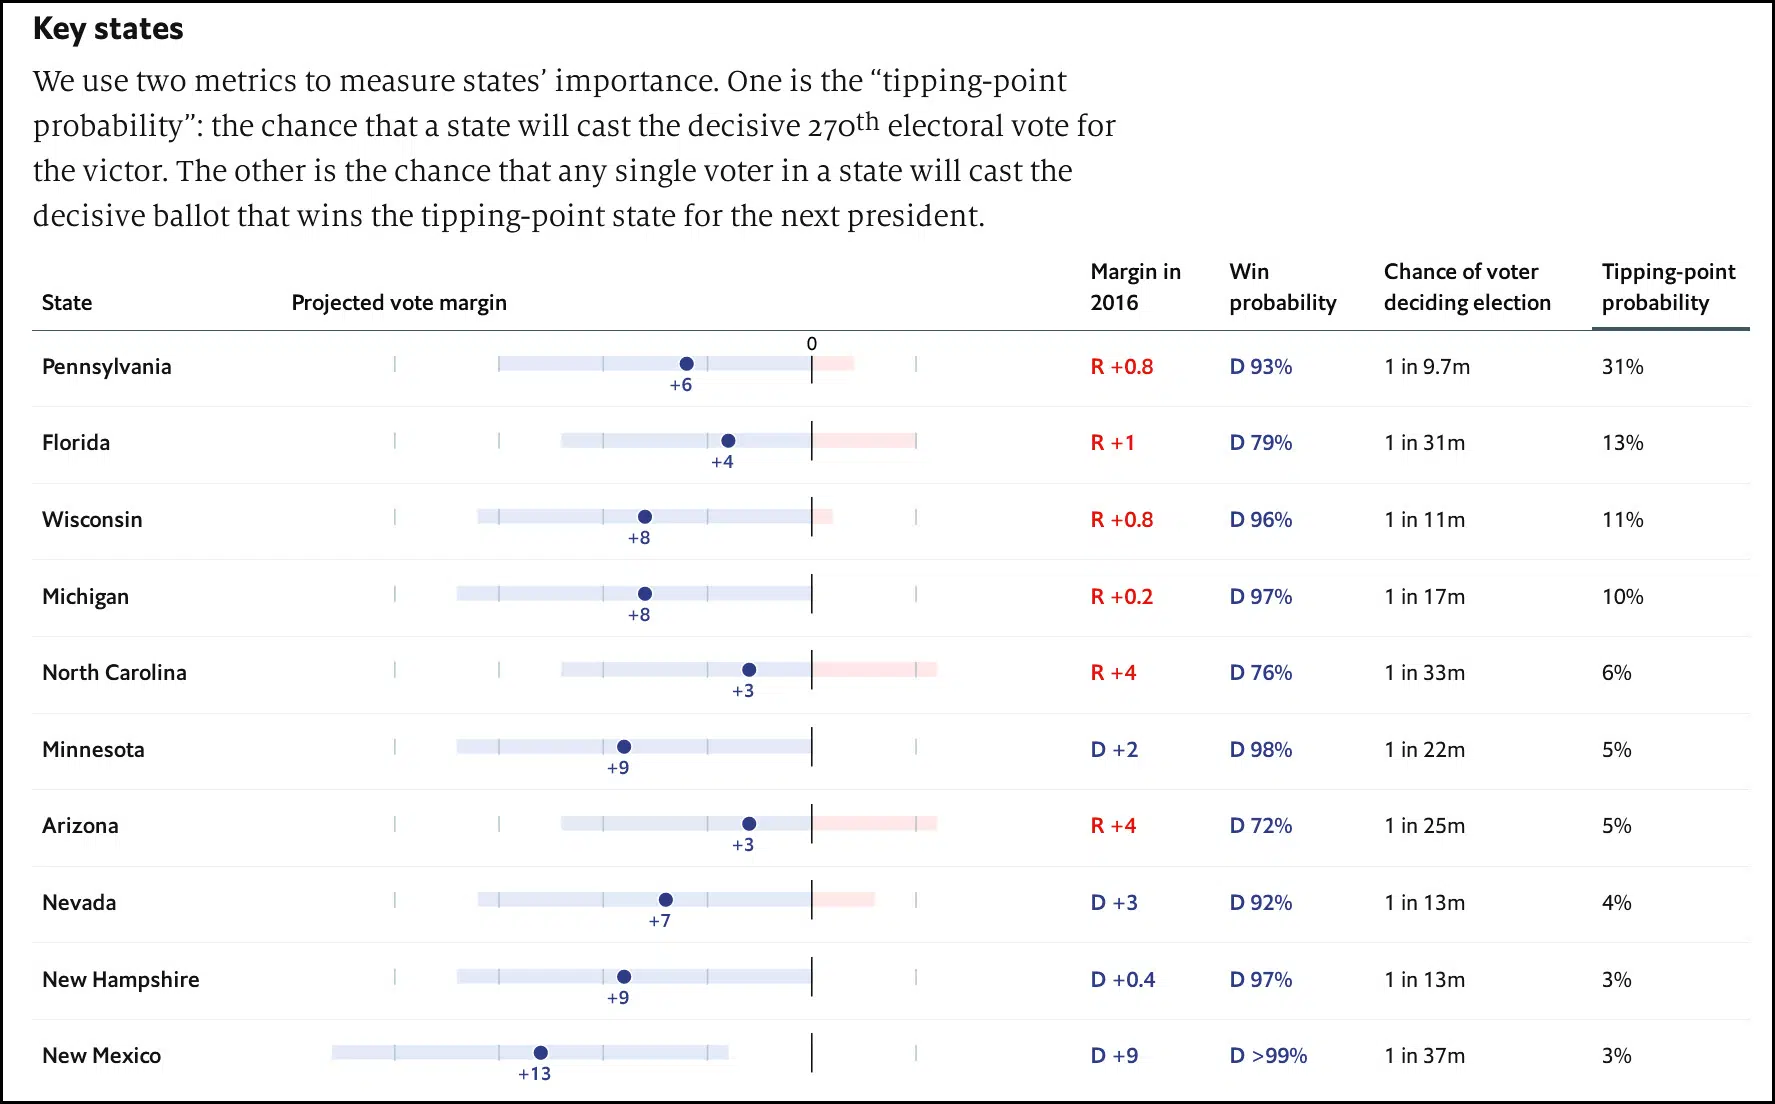 Key states
We use two metrics to measure states’ importance. One is the “tipping-point
probability”: the chance that a state will cast the decisive 270th electoral vote for
the victor. The other is the chance that any single voter in a state will cast the
decisive ballot that wins the tipping-point state for the next president.
State Projected vote margin Margin in 2016 Win probability Chance of voter deciding election Tipping-point probability
0
Pennsylvania +6 R +0.8 D 93% 1 in 9.7m 31%
Florida +4 R +1 D 79% 1 in 31m 13%
Wisconsin +8 R +0.8 D 96% 1 in 11m 11%
Michigan +8 R +0.2 D 97% 1 in 17m 10%
North Carolina +3 R +4 D 76% 1 in 33m 6%
Minnesota +9 D +2 D 98% 1 in 22m 5%
Arizona +3 R +4 D 72% 1 in 25m 5%
Nevada +7 D +3 D 92% 1 in 13m 4%
New Hampshire +9 D +0.4 D 97% 1 in 13m 3%
New Mexico +13 D +9 D >99% 1 in 37m 3%